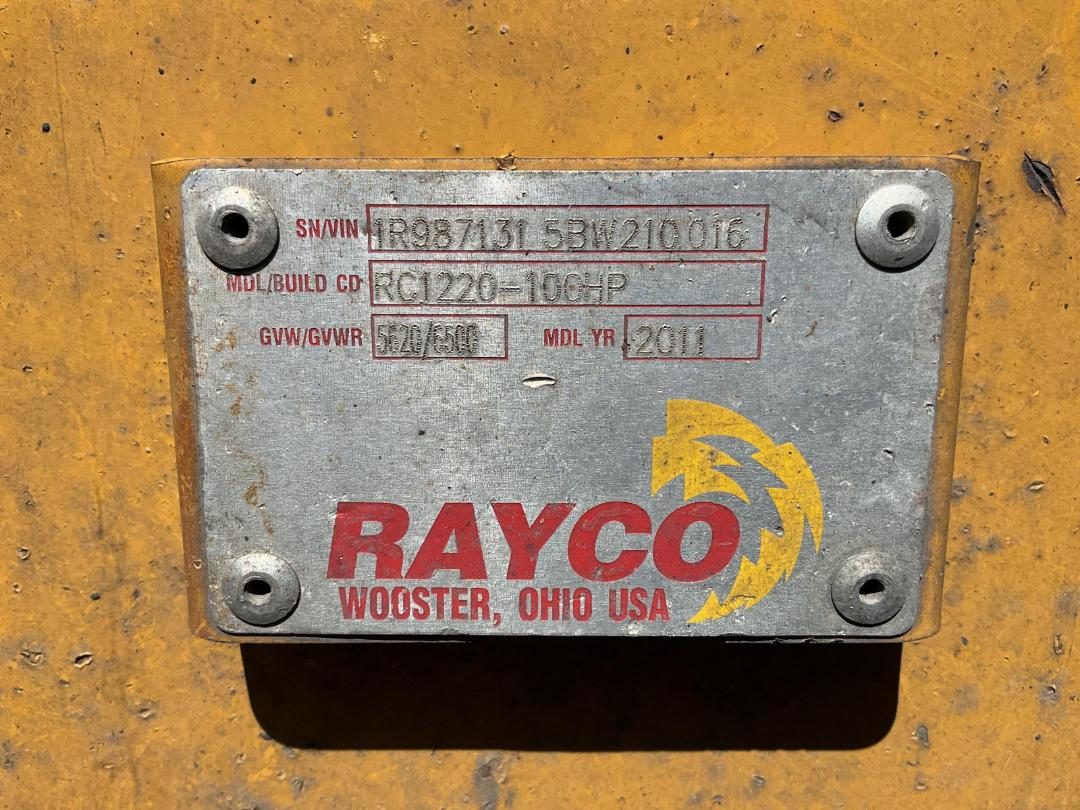 SN/VIN 1R987131 5BW210016
MDL/BUILD CD RC1220-100HP
GVW/GVWR 5620/6500 MDL YR 2011
RAYCO
WOOSTER, OHIO USA